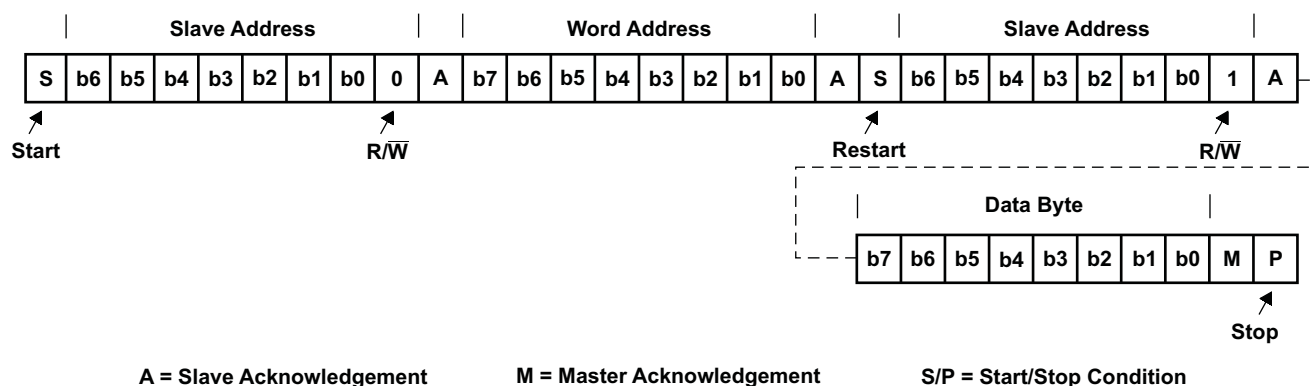 Slave Address Word Address Slave Address
S b6 b5 b4 b3 b2 b1 b0 0 A b7 b6 b5 b4 b3 b2 b1 b0 A S b6 b5 b4 b3 b2 b1 b0 1 A
Start R/W̅ Restart R/W̅
Data Byte
b7 b6 b5 b4 b3 b2 b1 b0 M P
Stop
A = Slave Acknowledgement M = Master Acknowledgement S/P = Start/Stop Condition